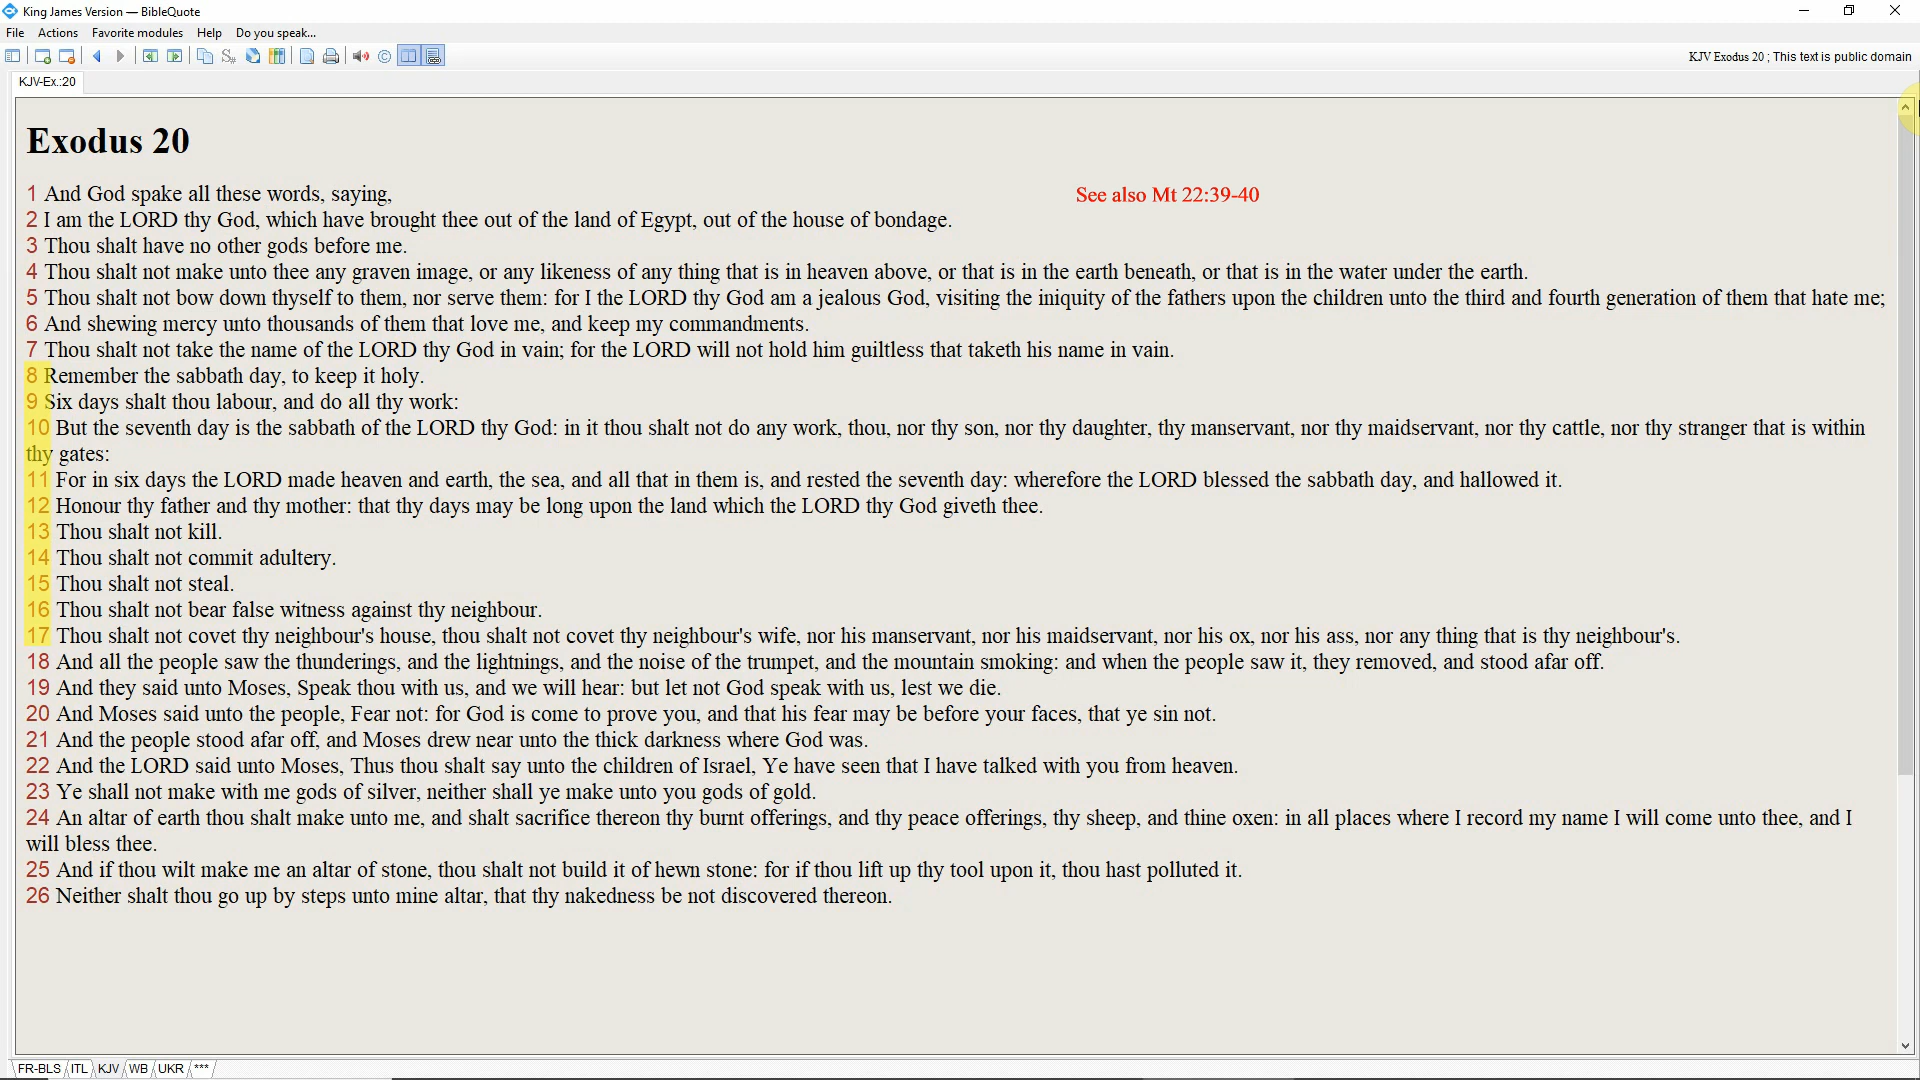 King James Version — BibleQuote
File Actions Favorite modules Help Do you speak...
KJV Exodus 20 ; This text is public domain
KJV-Ex.:20
Exodus 20
1 And God spake all these words, saying,
See also Mt 22:39-40
2 I am the LORD thy God, which have brought thee out of the land of Egypt, out of the house of bondage.
3 Thou shalt have no other gods before me.
4 Thou shalt not make unto thee any graven image, or any likeness of any thing that is in heaven above, or that is in the earth beneath, or that is in the water under the earth.
5 Thou shalt not bow down thyself to them, nor serve them: for I the LORD thy God am a jealous God, visiting the iniquity of the fathers upon the children unto the third and fourth generation of them that hate me;
6 And shewing mercy unto thousands of them that love me, and keep my commandments.
7 Thou shalt not take the name of the LORD thy God in vain; for the LORD will not hold him guiltless that taketh his name in vain.
8 Remember the sabbath day, to keep it holy.
9 Six days shalt thou labour, and do all thy work:
10 But the seventh day is the sabbath of the LORD thy God: in it thou shalt not do any work, thou, nor thy son, nor thy daughter, thy manservant, nor thy maidservant, nor thy cattle, nor thy stranger that is within
thy gates:
11 For in six days the LORD made heaven and earth, the sea, and all that in them is, and rested the seventh day: wherefore the LORD blessed the sabbath day, and hallowed it.
12 Honour thy father and thy mother: that thy days may be long upon the land which the LORD thy God giveth thee.
13 Thou shalt not kill.
14 Thou shalt not commit adultery.
15 Thou shalt not steal.
16 Thou shalt not bear false witness against thy neighbour.
17 Thou shalt not covet thy neighbour's house, thou shalt not covet thy neighbour's wife, nor his manservant, nor his maidservant, nor his ox, nor his ass, nor any thing that is thy neighbour's.
18 And all the people saw the thunderings, and the lightnings, and the noise of the trumpet, and the mountain smoking: and when the people saw it, they removed, and stood afar off.
19 And they said unto Moses, Speak thou with us, and we will hear: but let not God speak with us, lest we die.
20 And Moses said unto the people, Fear not: for God is come to prove you, and that his fear may be before your faces, that ye sin not.
21 And the people stood afar off, and Moses drew near unto the thick darkness where God was.
22 And the LORD said unto Moses, Thus thou shalt say unto the children of Israel, Ye have seen that I have talked with you from heaven.
23 Ye shall not make with me gods of silver, neither shall ye make unto you gods of gold.
24 An altar of earth thou shalt make unto me, and shalt sacrifice thereon thy burnt offerings, and thy peace offerings, thy sheep, and thine oxen: in all places where I record my name I will come unto thee, and I
will bless thee.
25 And if thou wilt make me an altar of stone, thou shalt not build it of hewn stone: for if thou lift up thy tool upon it, thou hast polluted it.
26 Neither shalt thou go up by steps unto mine altar, that thy nakedness be not discovered thereon.
FR-BLS ITL KJV WB UKR ***